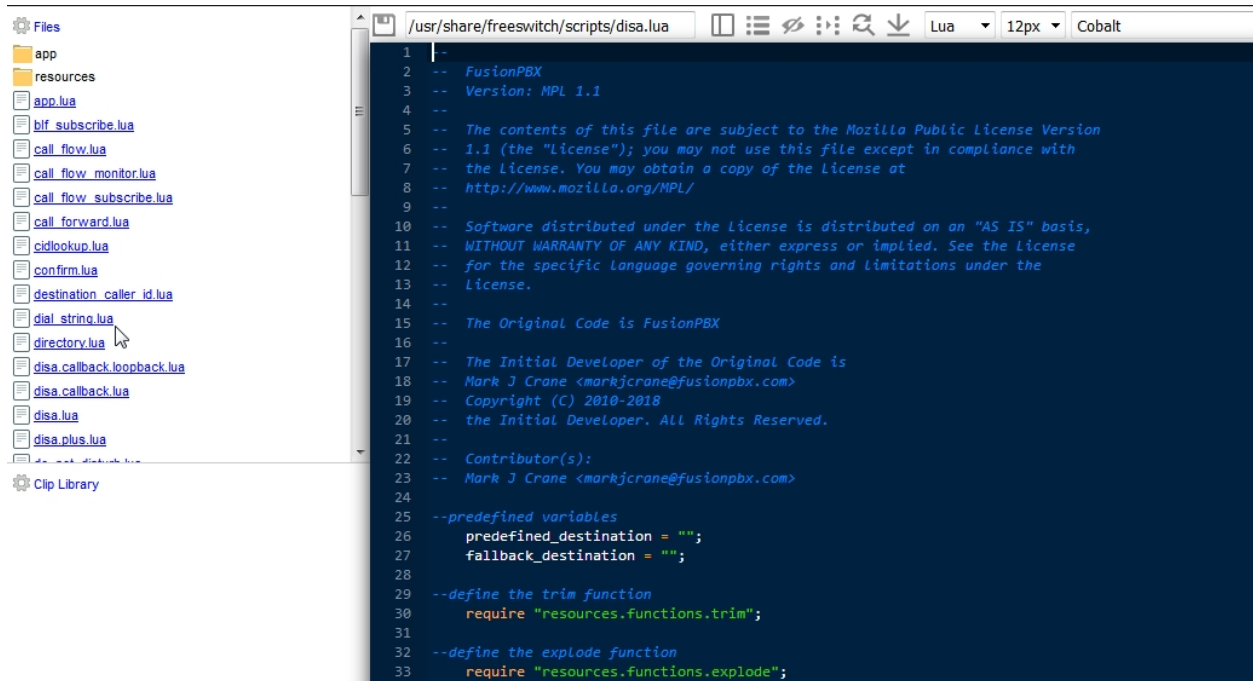 Files
app
resources
app.lua
blf_subscribe.lua
call_flow.lua
call_flow_monitor.lua
call_flow_subscribe.lua
call_forward.lua
cidlookup.lua
confirm.lua
destination_caller_id.lua
dial_string.lua
directory.lua
disa.callback.loopback.lua
disa.callback.lua
disa.lua
disa.plus.lua
Clip Library
/usr/share/freeswitch/scripts/disa.lua Lua 12px Cobalt
1 --
2 -- FusionPBX
3 -- Version: MPL 1.1
4 --
5 -- The contents of this file are subject to the Mozilla Public License Version
6 -- 1.1 (the "License"); you may not use this file except in compliance with
7 -- the License. You may obtain a copy of the License at
8 -- http://www.mozilla.org/MPL/
9 --
10 -- Software distributed under the License is distributed on an "AS IS" basis,
11 -- WITHOUT WARRANTY OF ANY KIND, either express or implied. See the License
12 -- for the specific language governing rights and limitations under the
13 -- License.
14 --
15 -- The Original Code is FusionPBX
16 --
17 -- The Initial Developer of the Original Code is
18 -- Mark J Crane <markjcrane@fusionpbx.com>
19 -- Copyright (C) 2010-2018
20 -- the Initial Developer. All Rights Reserved.
21 --
22 -- Contributor(s):
23 -- Mark J Crane <markjcrane@fusionpbx.com>
24
25 --predefined variables
26 predefined_destination = "";
27 fallback_destination = "";
28
29 --define the trim function
30 require "resources.functions.trim";
31
32 --define the explode function
33 require "resources.functions.explode";